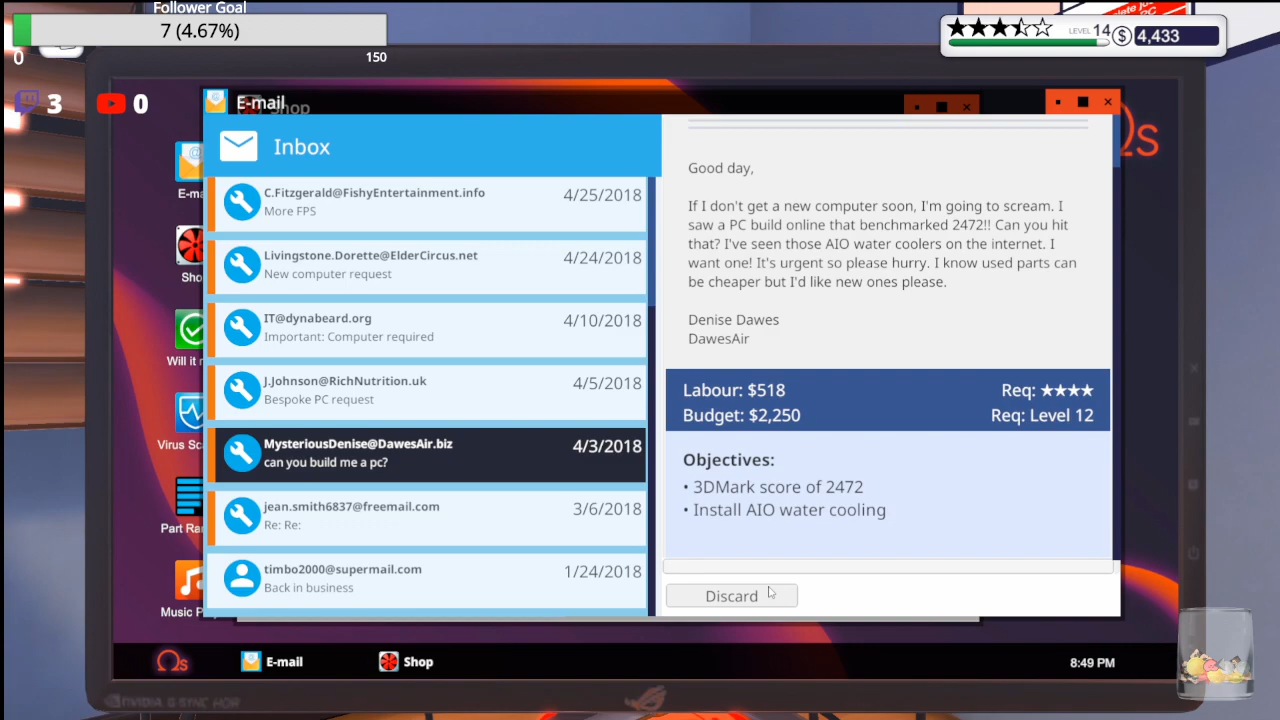 Follower Goal
7 (4.67%)
0
150
3
0
LEVEL 14
$ 4,433
E-mail
Shop
Inbox
C.Fitzgerald@FishyEntertainment.info
4/25/2018
More FPS
Livingstone.Dorette@ElderCircus.net
4/24/2018
New computer request
IT@dynabeard.org
4/10/2018
Important: Computer required
J.Johnson@RichNutrition.uk
4/5/2018
Bespoke PC request
MysteriousDenise@DawesAir.biz
4/3/2018
can you build me a pc?
jean.smith6837@freemail.com
3/6/2018
Re: Re:
timbo2000@supermail.com
1/24/2018
Back in business
Good day,
If I don't get a new computer soon, I'm going to scream. I
saw a PC build online that benchmarked 2472!! Can you hit
that? I've seen those AIO water coolers on the internet. I
want one! It's urgent so please hurry. I know used parts can
be cheaper but I'd like new ones please.
Denise Dawes
DawesAir
Labour: $518
Req: ★★★★
Budget: $2,250
Req: Level 12
Objectives:
• 3DMark score of 2472
• Install AIO water cooling
Discard
E-ma
Sho
Will it r
Virus Sc
Part Ra
Music P
Ωs
E-mail
Shop
8:49 PM
NVIDIA G-SYNC HDR